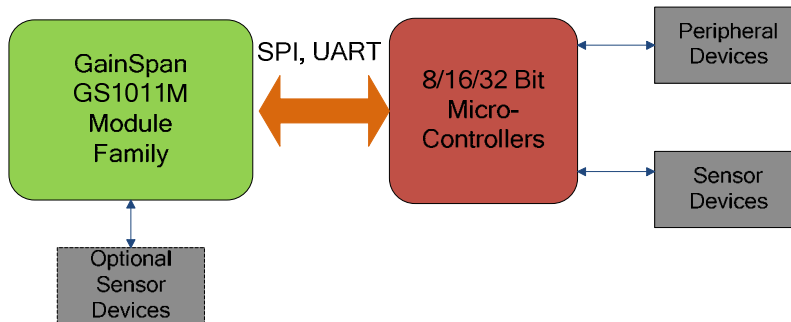 GainSpan
GS1011M
Module
Family
SPI, UART
8/16/32 Bit
Micro-
Controllers
Peripheral
Devices
Sensor
Devices
Optional
Sensor
Devices